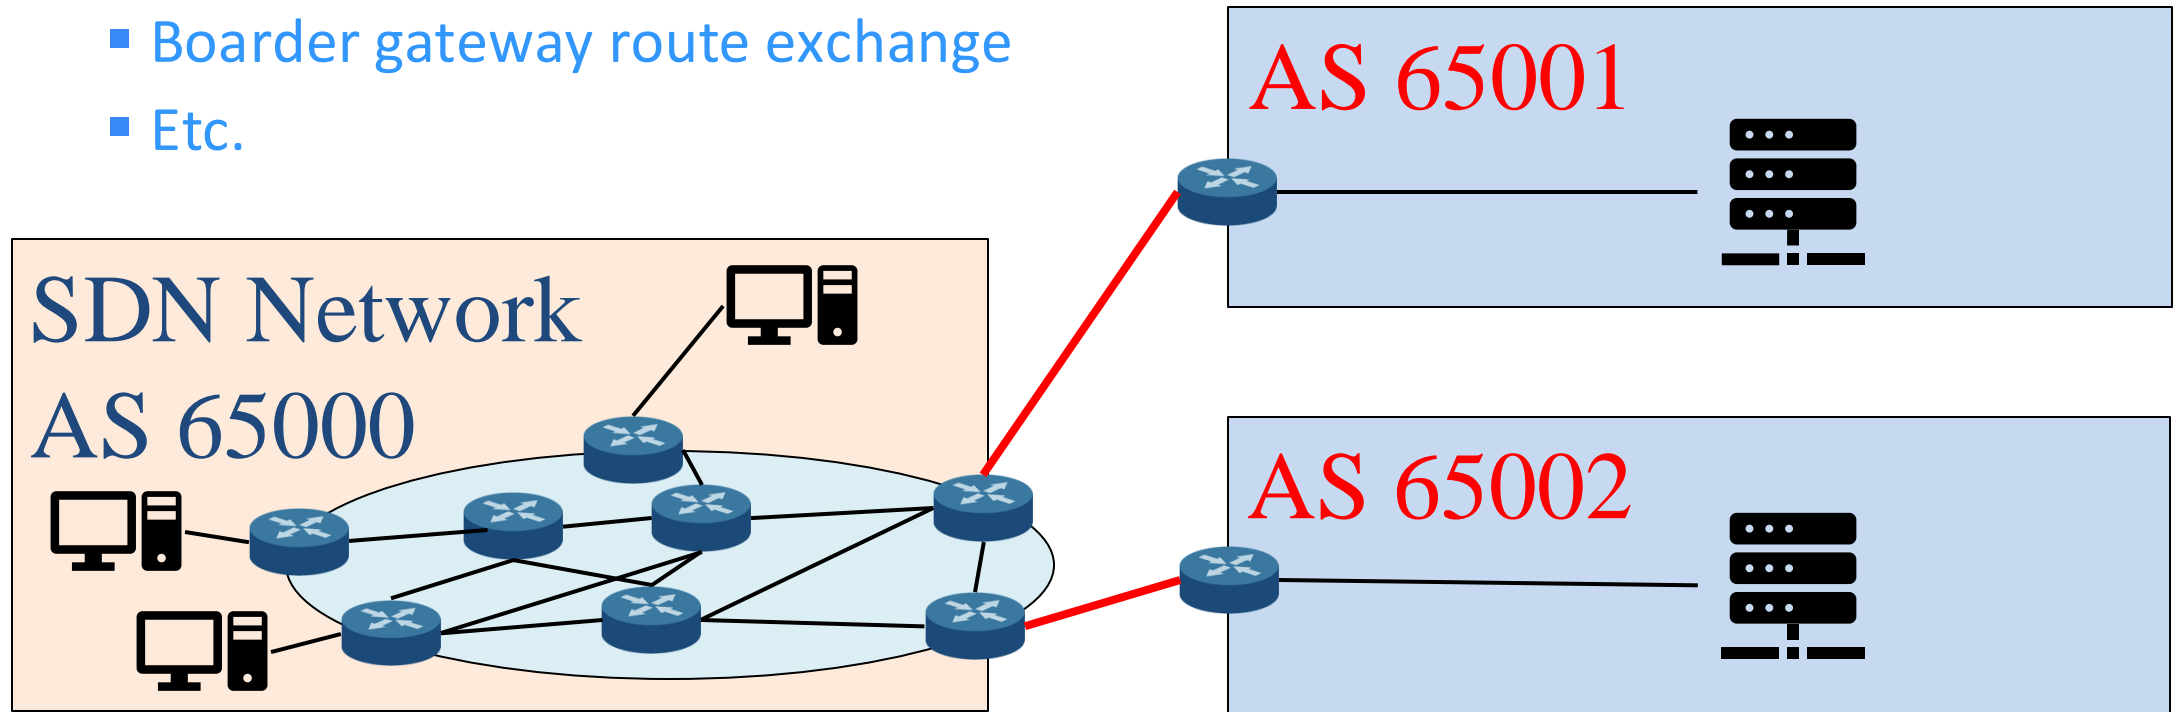 ▪ Boarder gateway route exchange
▪ Etc.
AS 65001
SDN Network
AS 65000
AS 65002